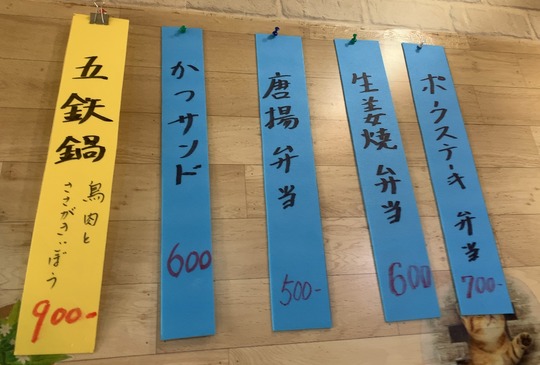 五鉄鍋
鳥肉と
ささがきごぼう
900-
かつサンド
600
唐揚弁当
500-
生姜焼弁当
600
ポークステーキ弁当
700-